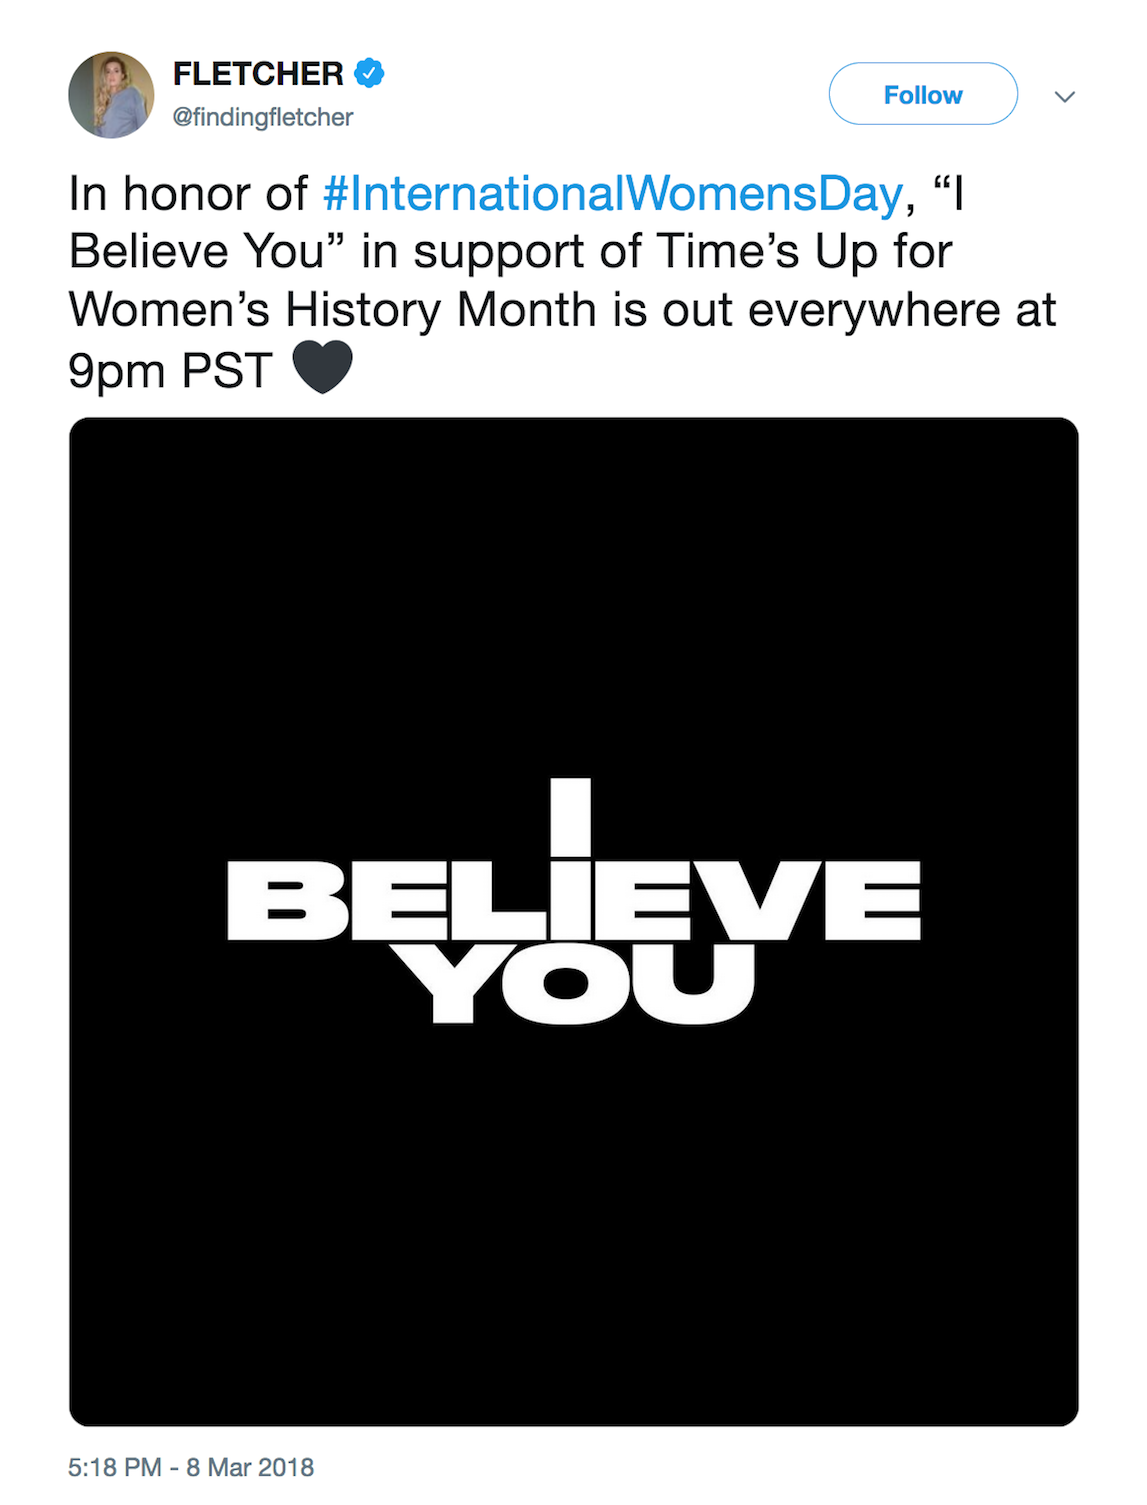 FLETCHER
@findingfletcher
Follow
In honor of #InternationalWomensDay, “I
Believe You” in support of Time’s Up for
Women’s History Month is out everywhere at
9pm PST 🖤
I
BELIEVE
YOU
5:18 PM - 8 Mar 2018